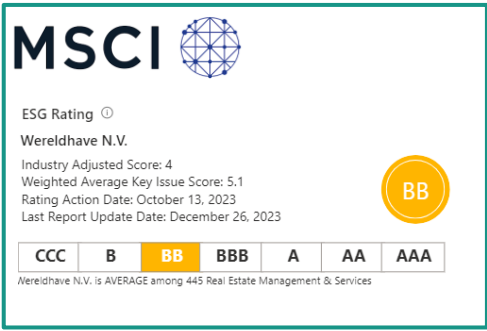 MSCI
ESG Rating ⓘ
Wereldhave N.V.
Industry Adjusted Score: 4
Weighted Average Key Issue Score: 5.1
Rating Action Date: October 13, 2023
Last Report Update Date: December 26, 2023
BB
CCC B BB BBB A AA AAA
Wereldhave N.V. is AVERAGE among 445 Real Estate Management & Services